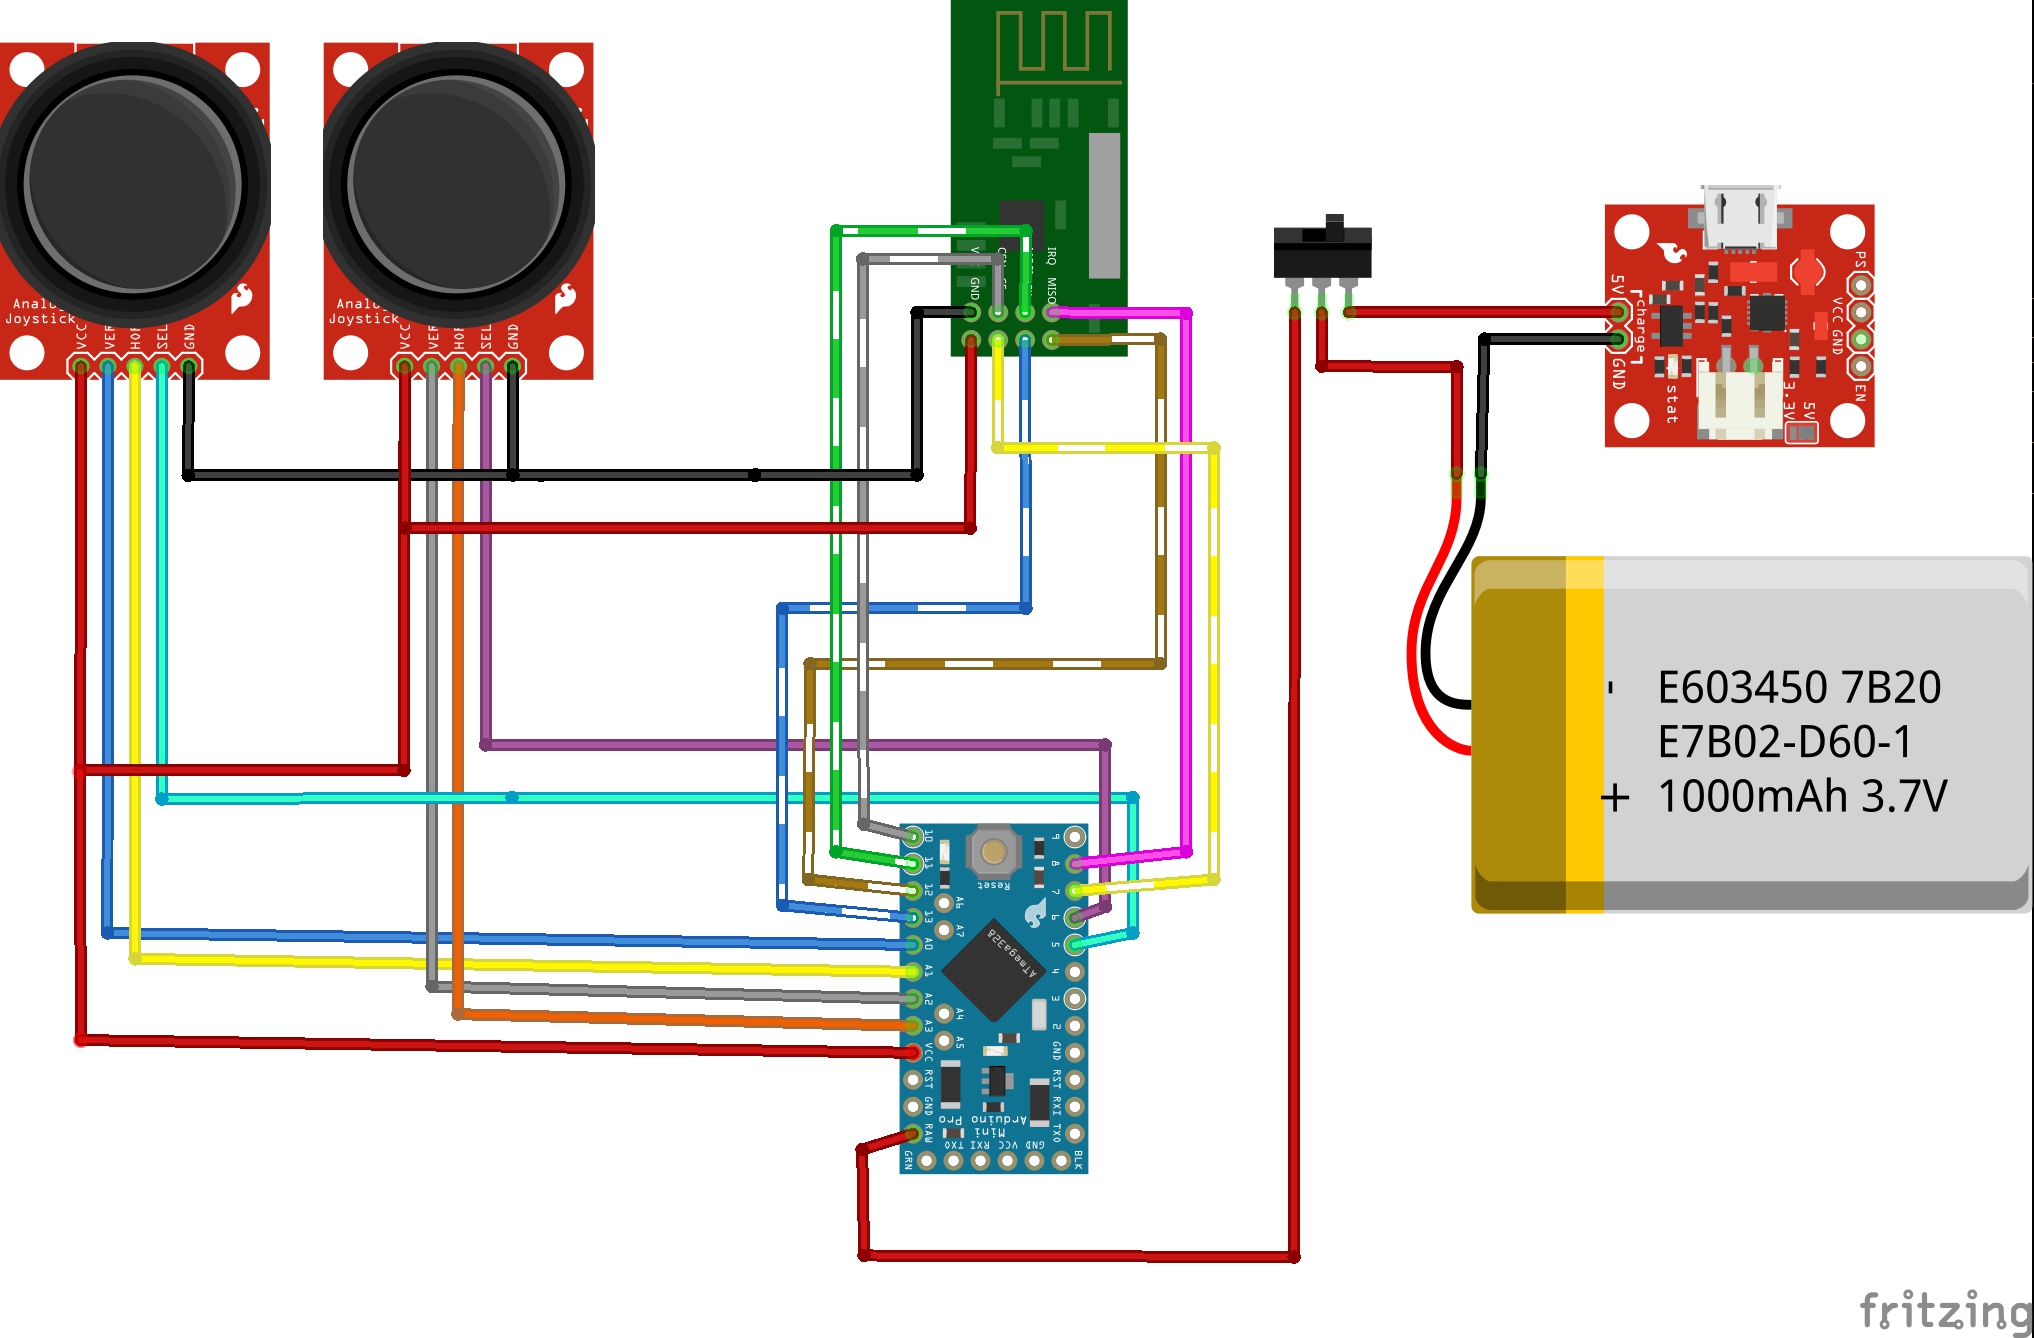 Analog
Joystick
VCC
VER
HOR
SEL
GND
Analog
Joystick
VCC
VER
HOR
SEL
GND
IRQ
GND
MISO
5V
GND
Charge
stat
PS
VCC
GND
EN
3.3V
5V
E603450 7B20
E7B02-D60-1
+ 1000mAh 3.7V
10
11
12
13
A0
A1
A2
A3
VCC
RST
GND
RAW
A6
A7
A4
A5
Reset
ATmega328
9
8
7
6
5
4
3
2
GND
RST
RXI
TXO
Arduino
Pro
Mini
GRN
TXO
RXI
VCC
GND
BLK
fritzing